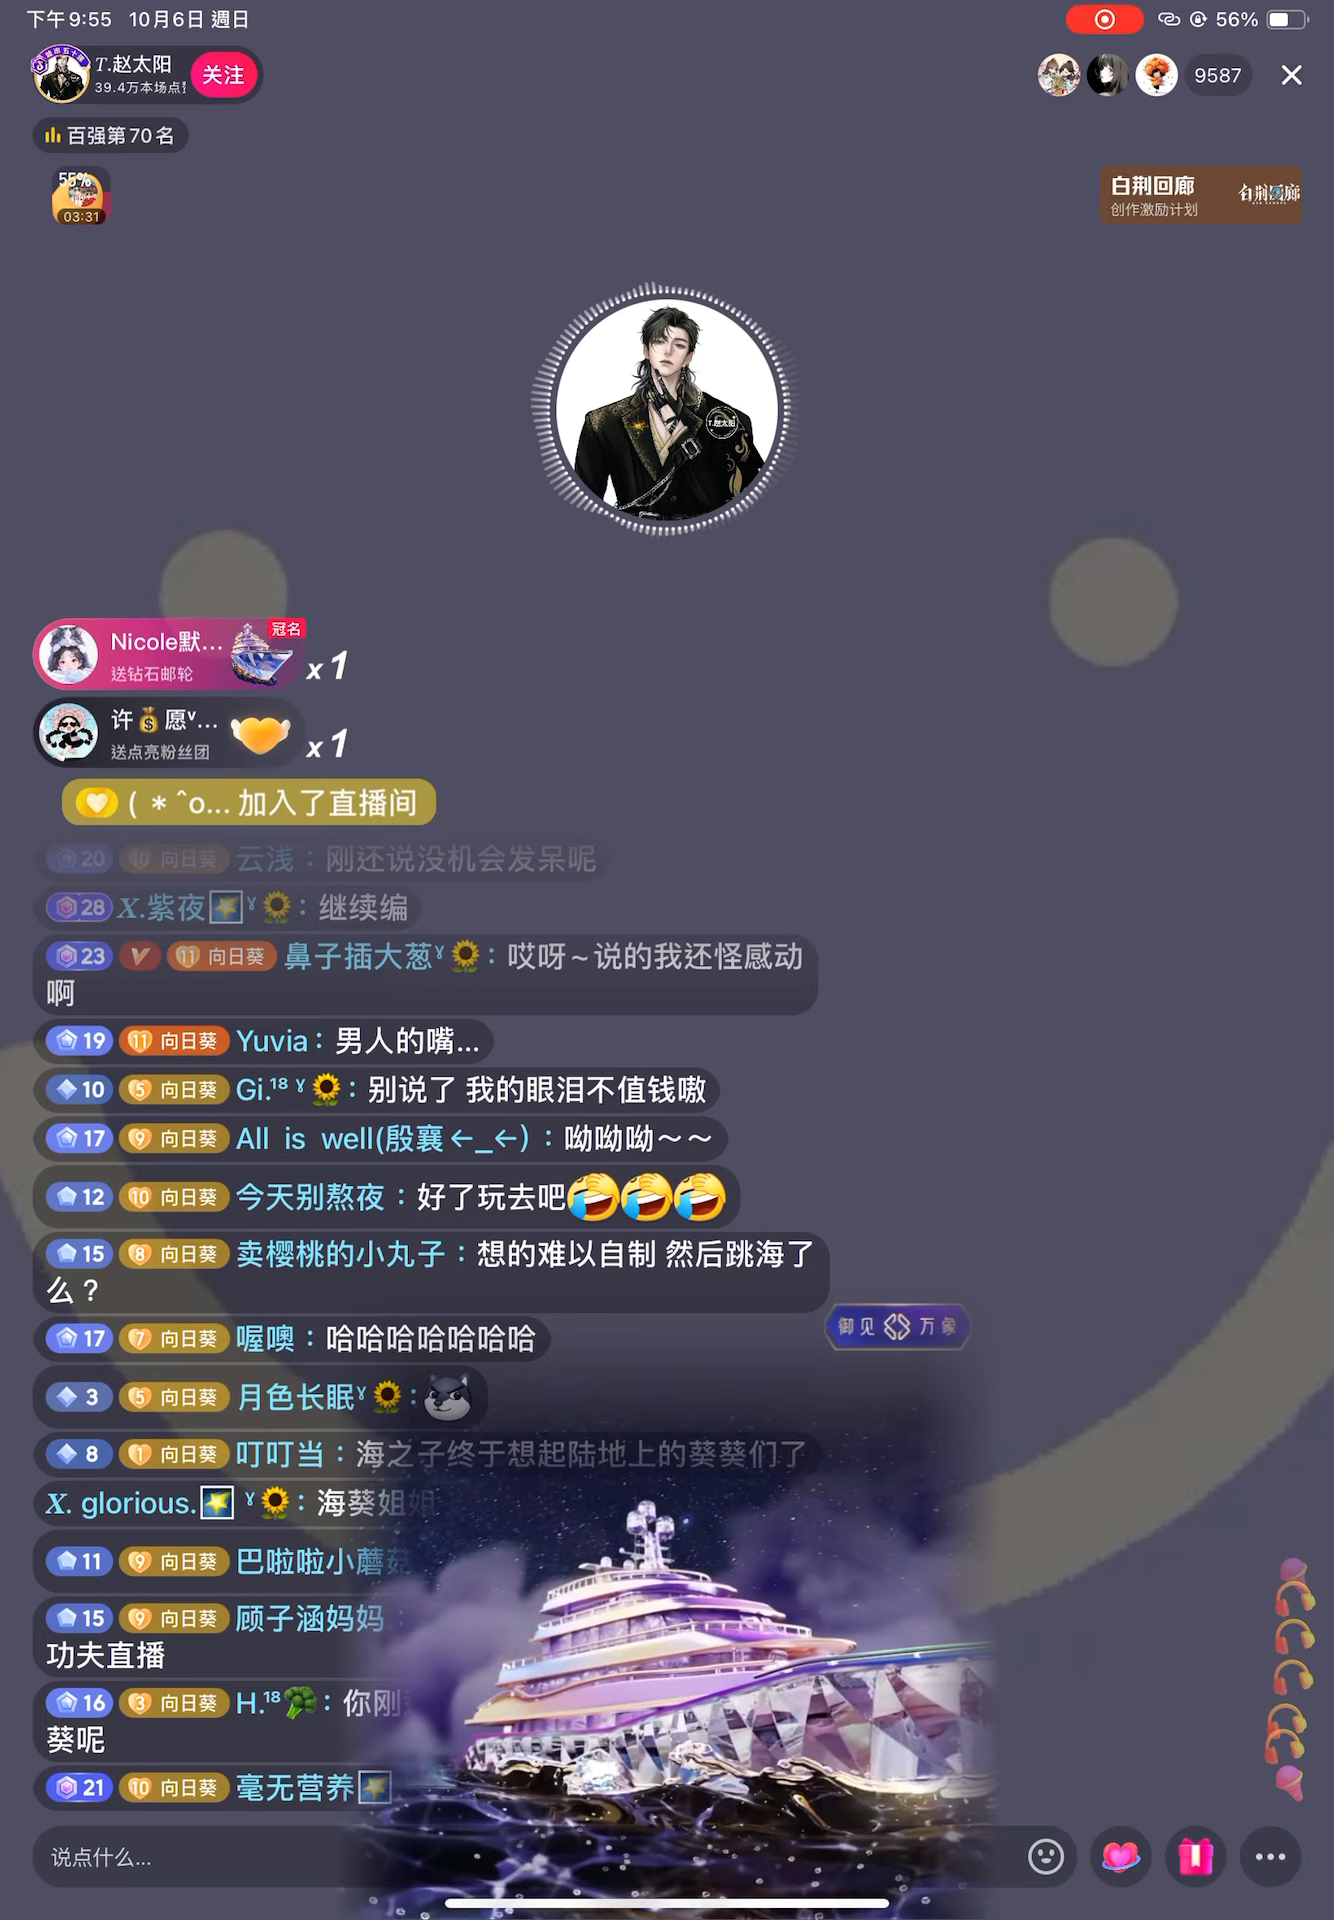 下午9:55 10月6日 週日
56%
T.赵太阳
39.4万本场点
关注
9587
百强第70名
55%
03:31
白荆回廊
创作激励计划
白荆回廊
T.赵太阳
Nicole默...
送钻石邮轮
冠名
x 1
许💰愿ᵛ...
送点亮粉丝团
x 1
( * ˆo... 加入了直播间
20 10 向日葵 云浅：刚还说没机会发呆呢
28 X.紫夜🌠ˠ🌻：继续编
23 V 11 向日葵 鼻子插大葱ˠ🌻：哎呀～说的我还怪感动
啊
19 11 向日葵 Yuvia：男人的嘴...
10 5 向日葵 Gi.¹⁸ ˠ🌻：别说了 我的眼泪不值钱嗷
17 9 向日葵 All is well(殷襄←_←)：呦呦呦～～
12 10 向日葵 今天别熬夜：好了玩去吧🤣🤣🤣
15 8 向日葵 卖樱桃的小丸子：想的难以自制 然后跳海了
么？
御见 万象
17 7 向日葵 喔噢：哈哈哈哈哈哈哈
3 5 向日葵 月色长眠ˠ🌻：
8 1 向日葵 叮叮当：海之子终于想起陆地上的葵葵们了
X. glorious.🌠 ˠ🌻：海葵姐姐
11 9 向日葵 巴啦啦小蘑菇
15 9 向日葵 顾子涵妈妈：
功夫直播
16 3 向日葵 H.¹⁸🥦：你刚
葵呢
21 10 向日葵 毫无营养🌠
说点什么...